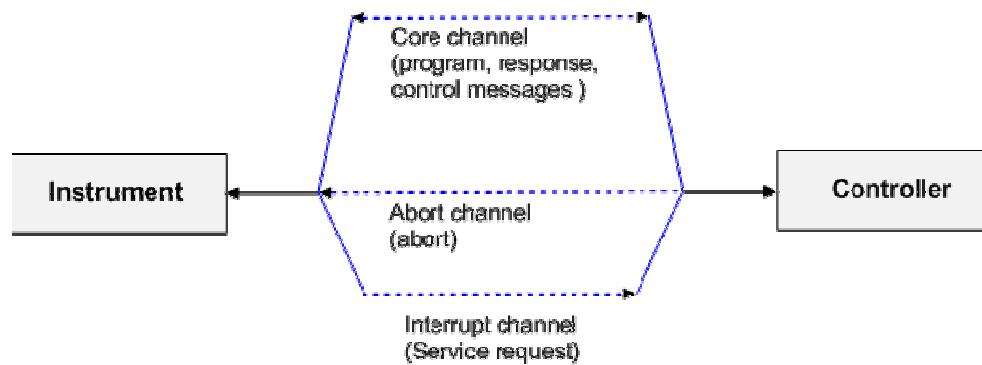 Core channel
(program, response,
control messages )
Instrument
Controller
Abort channel
(abort)
Interrupt channel
(Service request)